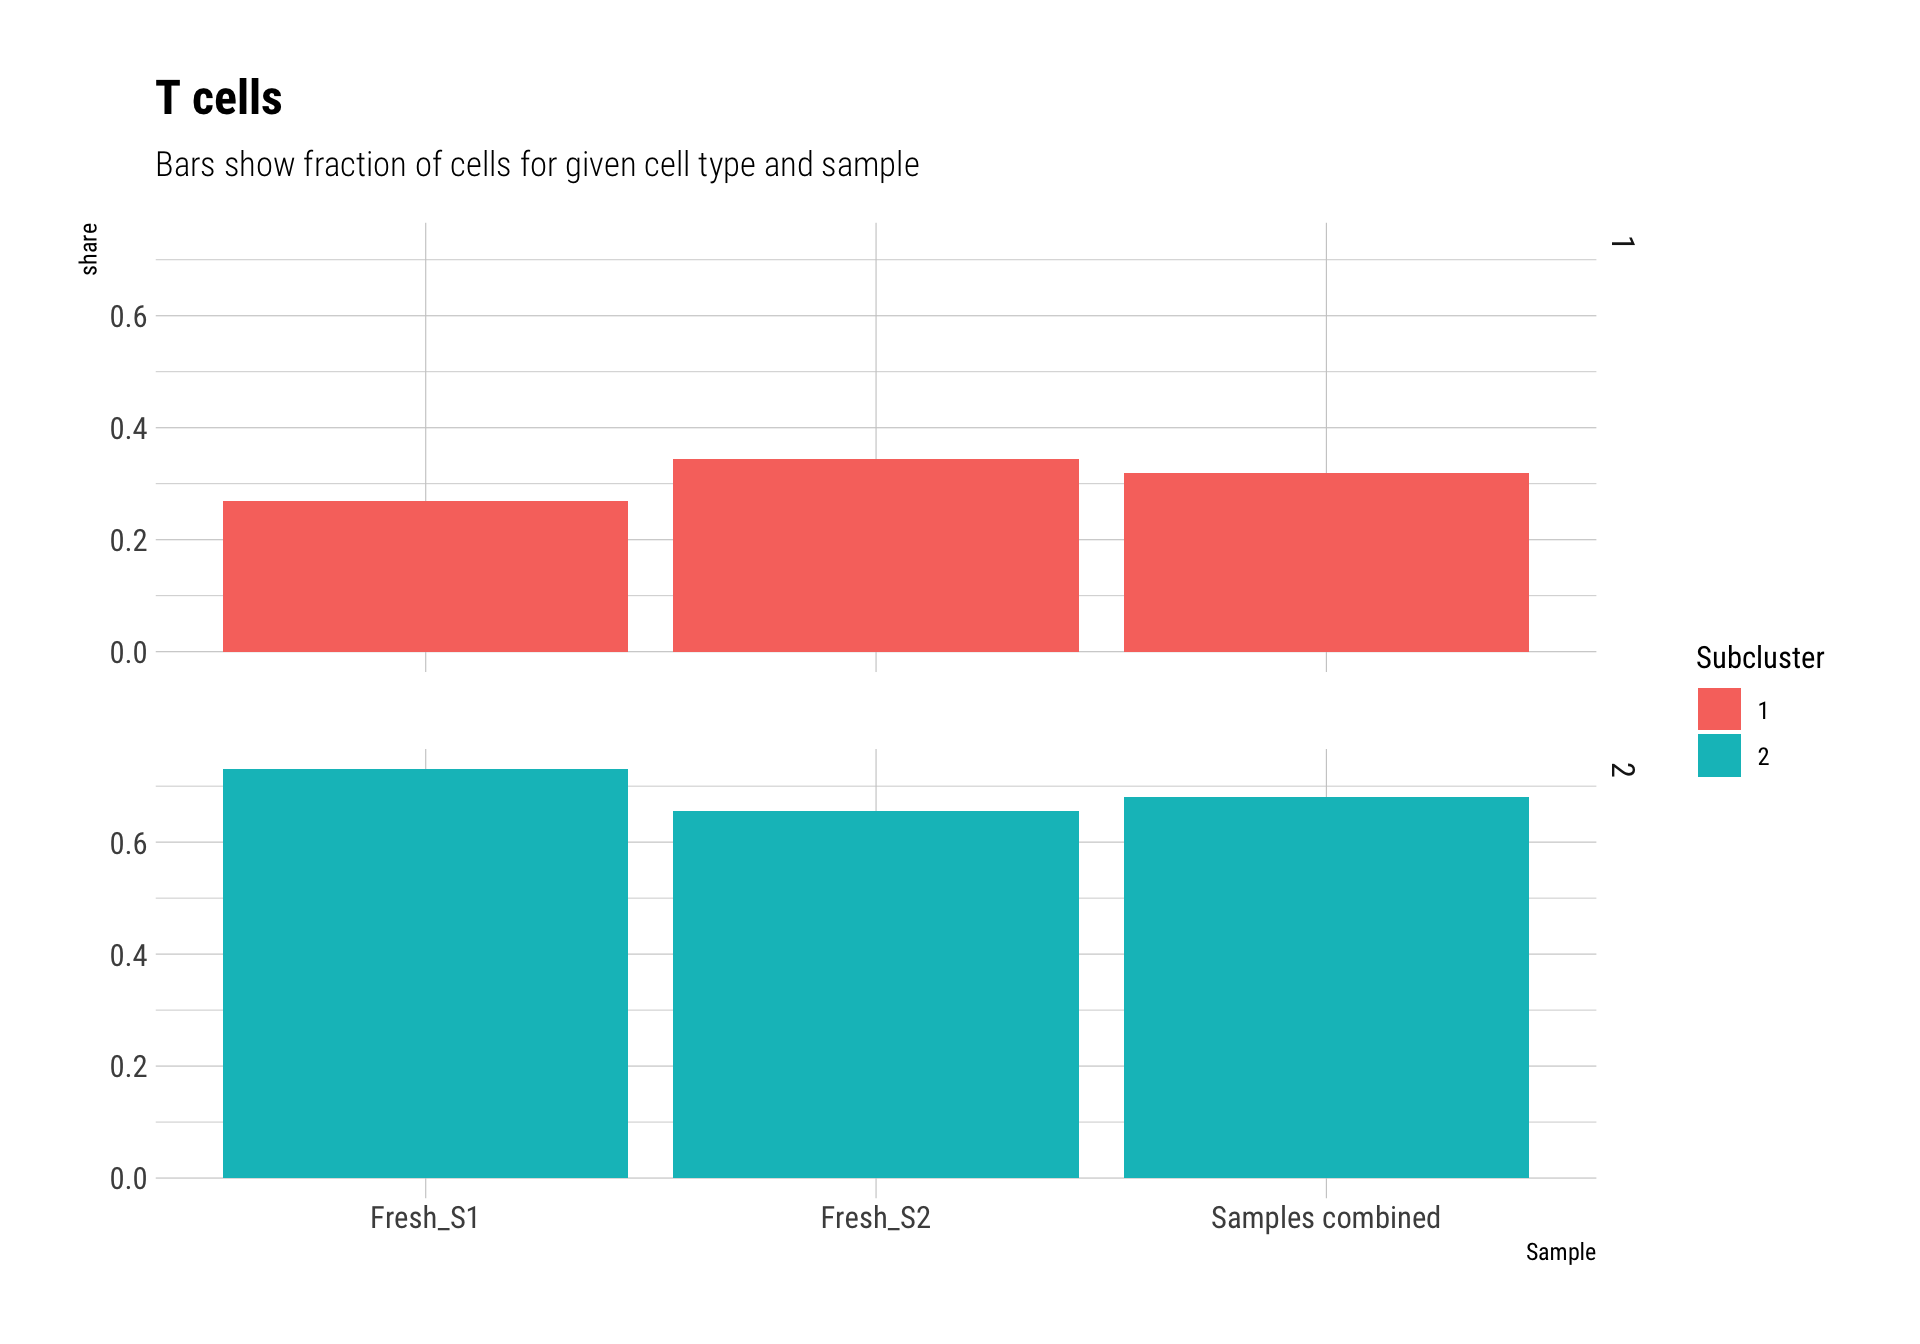 T cells
Bars show fraction of cells for given cell type and sample
share
1
0.6
0.4
0.2
0.0
2
0.6
0.4
0.2
0.0
Fresh_S1
Fresh_S2
Samples combined
Sample
Subcluster
1
2